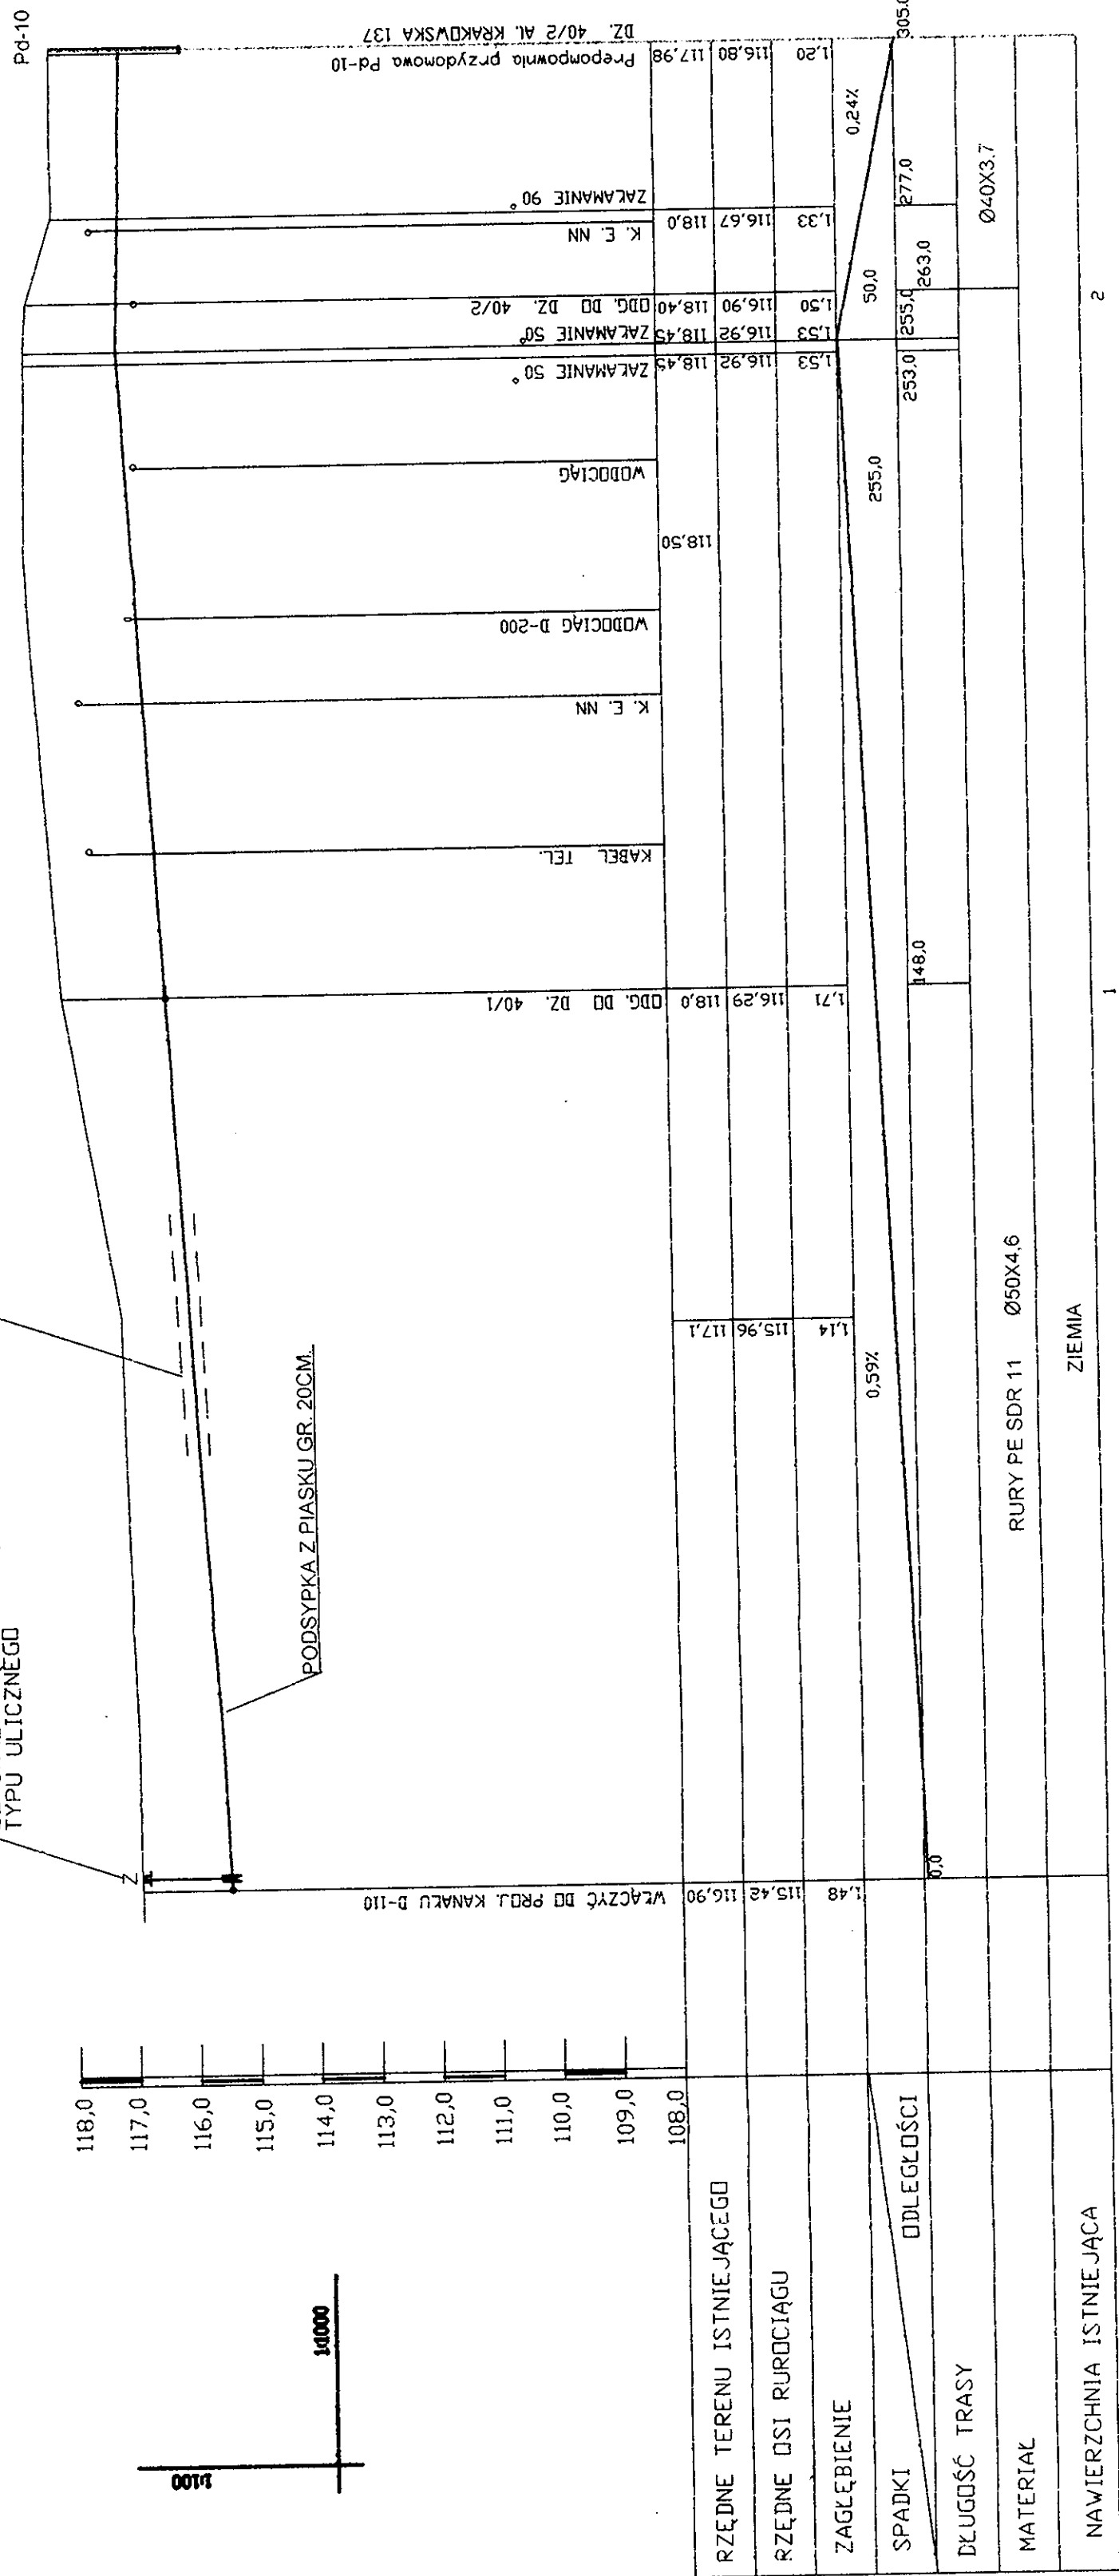 Pd-10
TYPU ULICZNEGO
Z
PODSYPKA Z PIASKU GR. 20CM.
1:100
1:1000
118,0
117,0
116,0
115,0
114,0
113,0
112,0
111,0
110,0
109,0
108,0
WŁĄCZYĆ DO PROJ. KANAŁU D-110
ODG. DO DZ. 40/1
KABEL TEL.
K. E. NN
WODOCIĄG D-200
WODOCIĄG
ZAŁAMANIE 50°
ZAŁAMANIE 50°
ODG. DO DZ. 40/2
K. E. NN
ZAŁAMANIE 90°
Prepompownia przydomowa Pd-10
DZ. 40/2 AL. KRAKOWSKA 137
RZĘDNE TERENU ISTNIEJĄCEGO
116,90 117,1 118,0 118,50 118,45 118,45 118,40 118,0 117,98
RZĘDNE OSI RUROCIĄGU
115,42 115,96 116,29 116,92 116,92 116,90 116,67 116,80
ZAGŁĘBIENIE
1,48 1,14 1,71 1,53 1,53 1,50 1,33 1,20
SPADKI
ODLEGŁOŚCI
0,59% 255,0 50,0 0,24%
DŁUGOŚĆ TRASY
0,0 148,0 253,0 255,0 263,0 277,0 305,0
MATERIAŁ
RURY PE SDR 11 Ø50X4,6 Ø40X3.7
NAWIERZCHNIA ISTNIEJĄCA
ZIEMIA
1 2